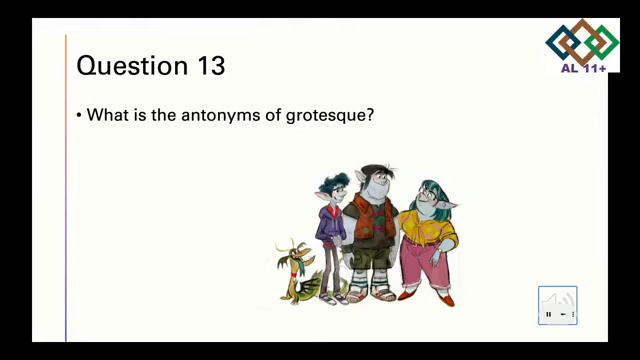 AL 11+
Question 13
• What is the antonyms of grotesque?